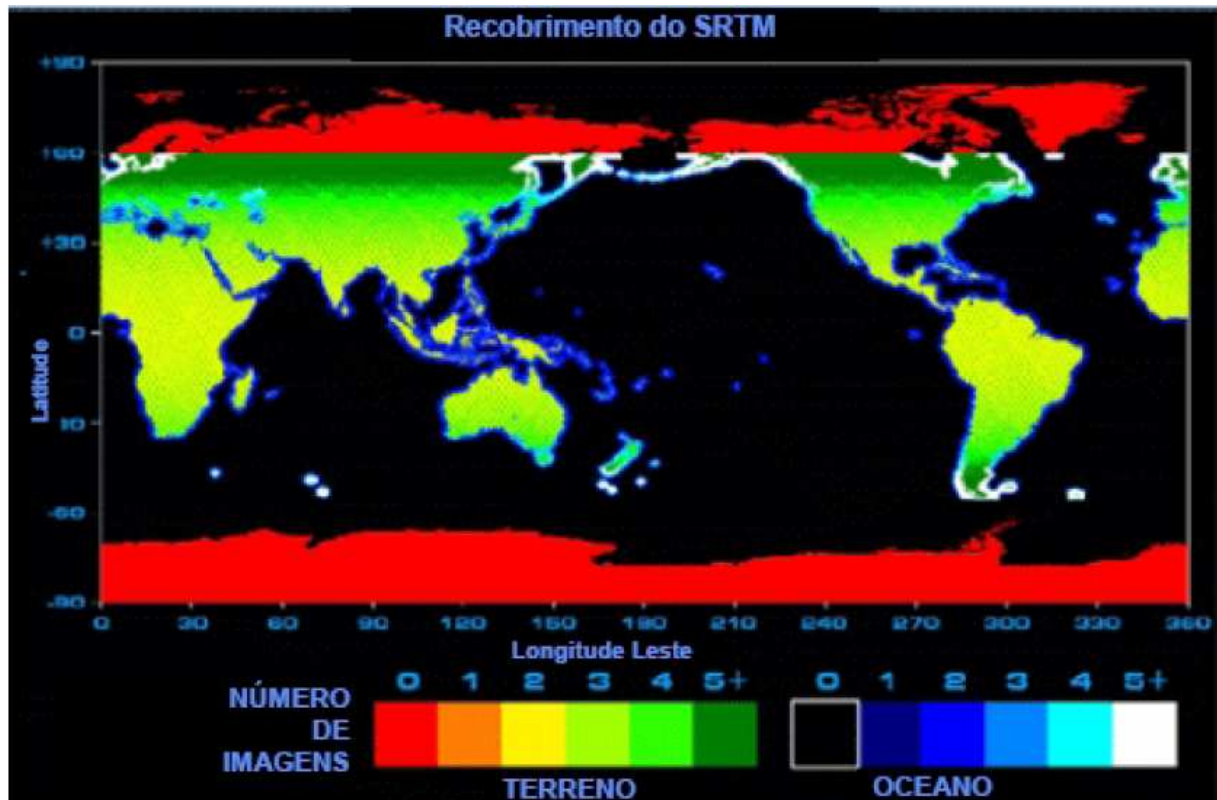 Recobrimento do SRTM
+90
+60
+30
0
-60
-90
Latitude
0 30 60 90 120 150 180 210 240 270 300 330 360
Longitude Leste
0 1 2 3 4 5+ 0 1 2 3 4 5+
NÚMERO
DE
IMAGENS
TERRENO OCEANO